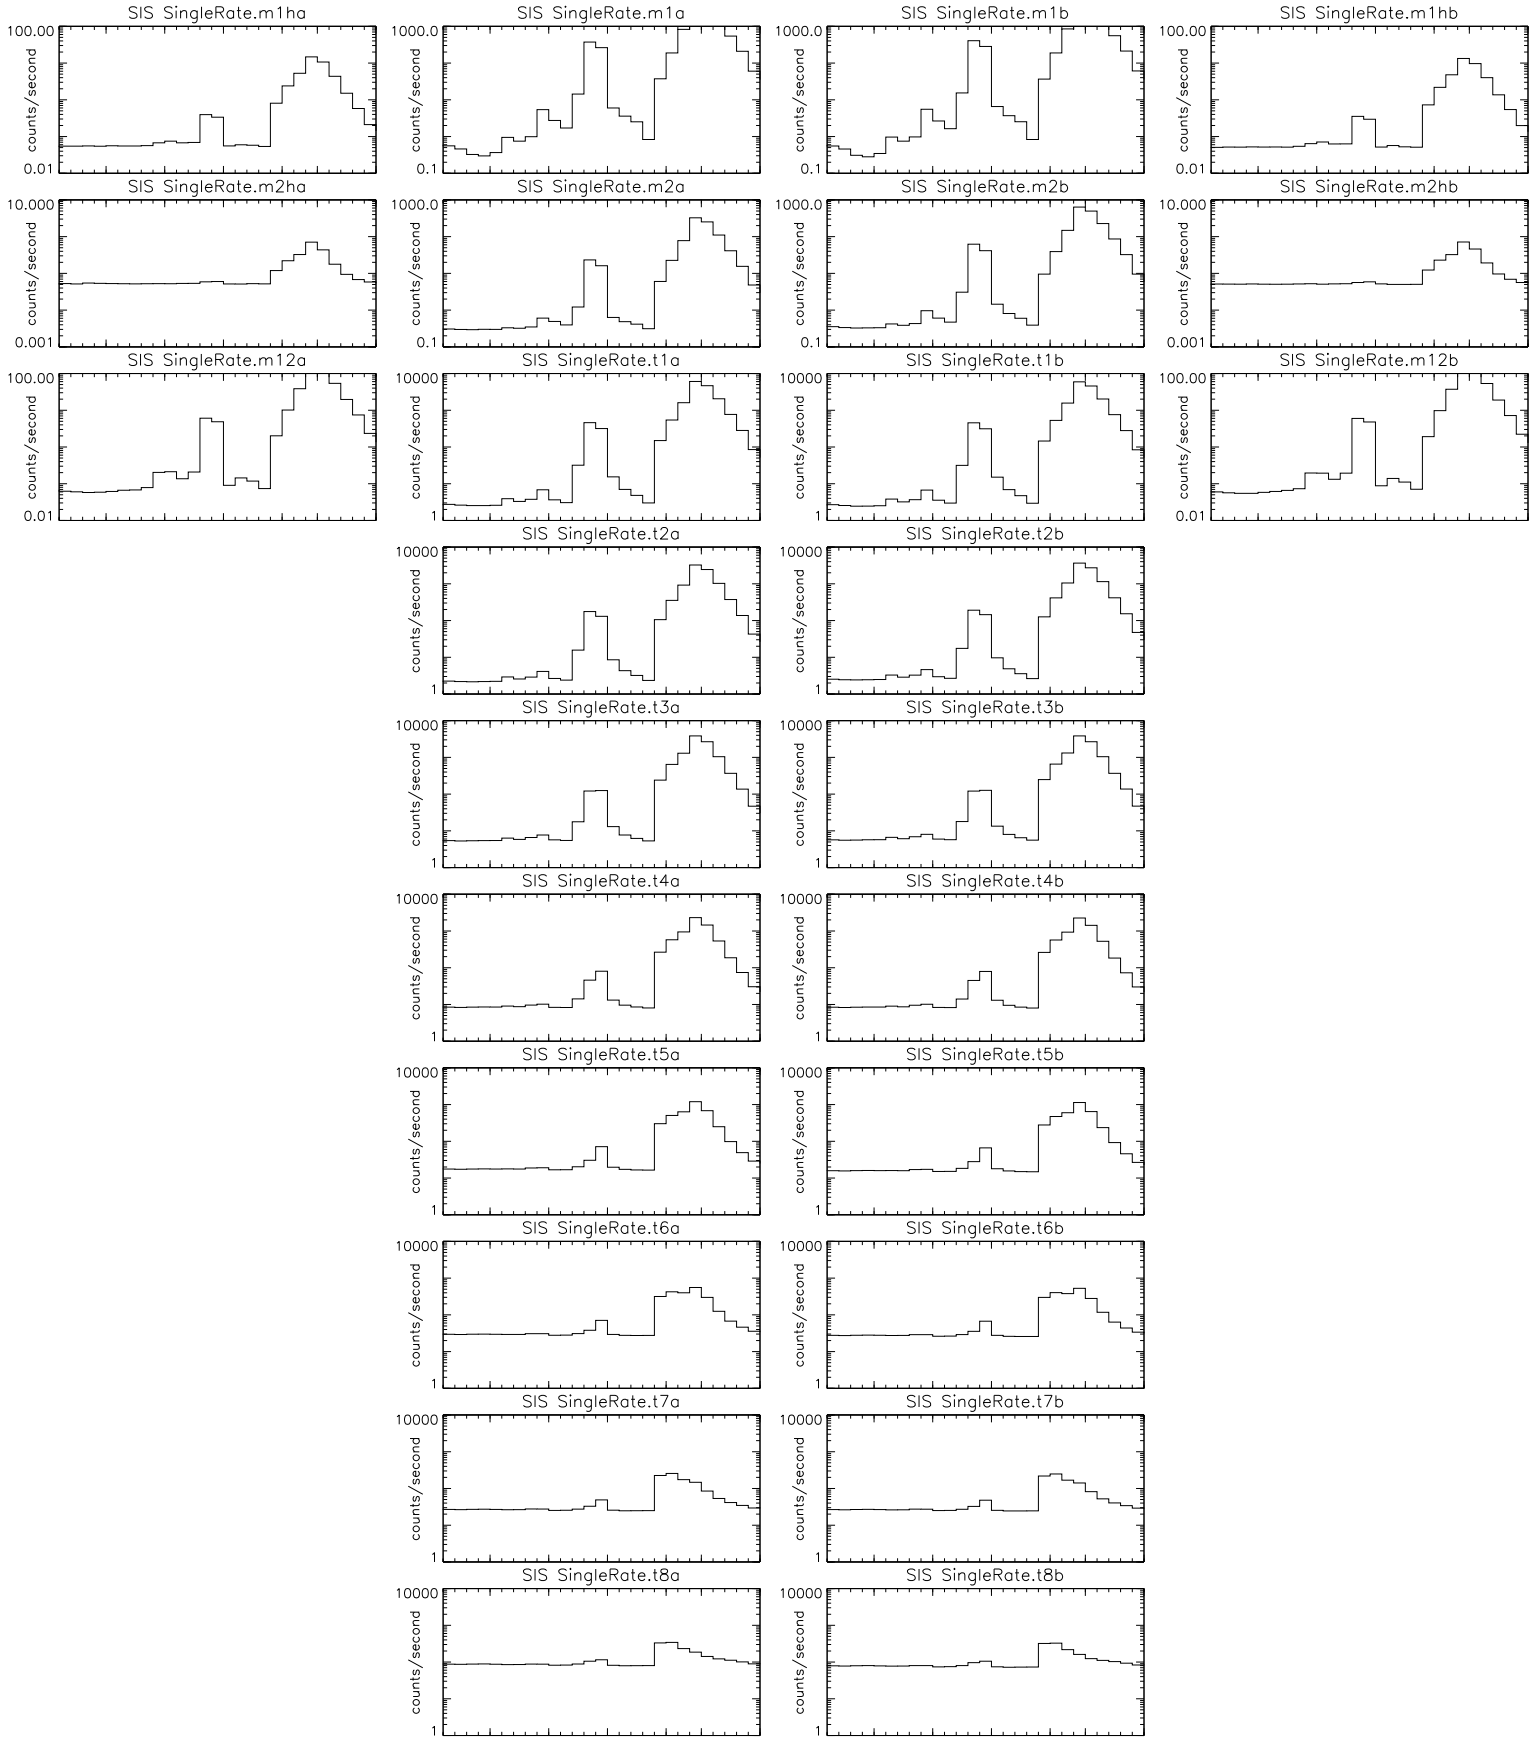 SIS SingleRate.m1ha
100.00
counts/second
0.01
SIS SingleRate.m1a
1000.0
counts/second
0.1
SIS SingleRate.m1b
1000.0
counts/second
0.1
SIS SingleRate.m1hb
100.00
counts/second
0.01
SIS SingleRate.m2ha
10.000
counts/second
0.001
SIS SingleRate.m2a
1000.0
counts/second
0.1
SIS SingleRate.m2b
1000.0
counts/second
0.1
SIS SingleRate.m2hb
10.000
counts/second
0.001
SIS SingleRate.m12a
100.00
counts/second
0.01
SIS SingleRate.t1a
10000
counts/second
1
SIS SingleRate.t1b
10000
counts/second
1
SIS SingleRate.m12b
100.00
counts/second
0.01
SIS SingleRate.t2a
10000
counts/second
1
SIS SingleRate.t2b
10000
counts/second
1
SIS SingleRate.t3a
10000
counts/second
1
SIS SingleRate.t3b
10000
counts/second
1
SIS SingleRate.t4a
10000
counts/second
1
SIS SingleRate.t4b
10000
counts/second
1
SIS SingleRate.t5a
10000
counts/second
1
SIS SingleRate.t5b
10000
counts/second
1
SIS SingleRate.t6a
10000
counts/second
1
SIS SingleRate.t6b
10000
counts/second
1
SIS SingleRate.t7a
10000
counts/second
1
SIS SingleRate.t7b
10000
counts/second
1
SIS SingleRate.t8a
10000
counts/second
1
SIS SingleRate.t8b
10000
counts/second
1